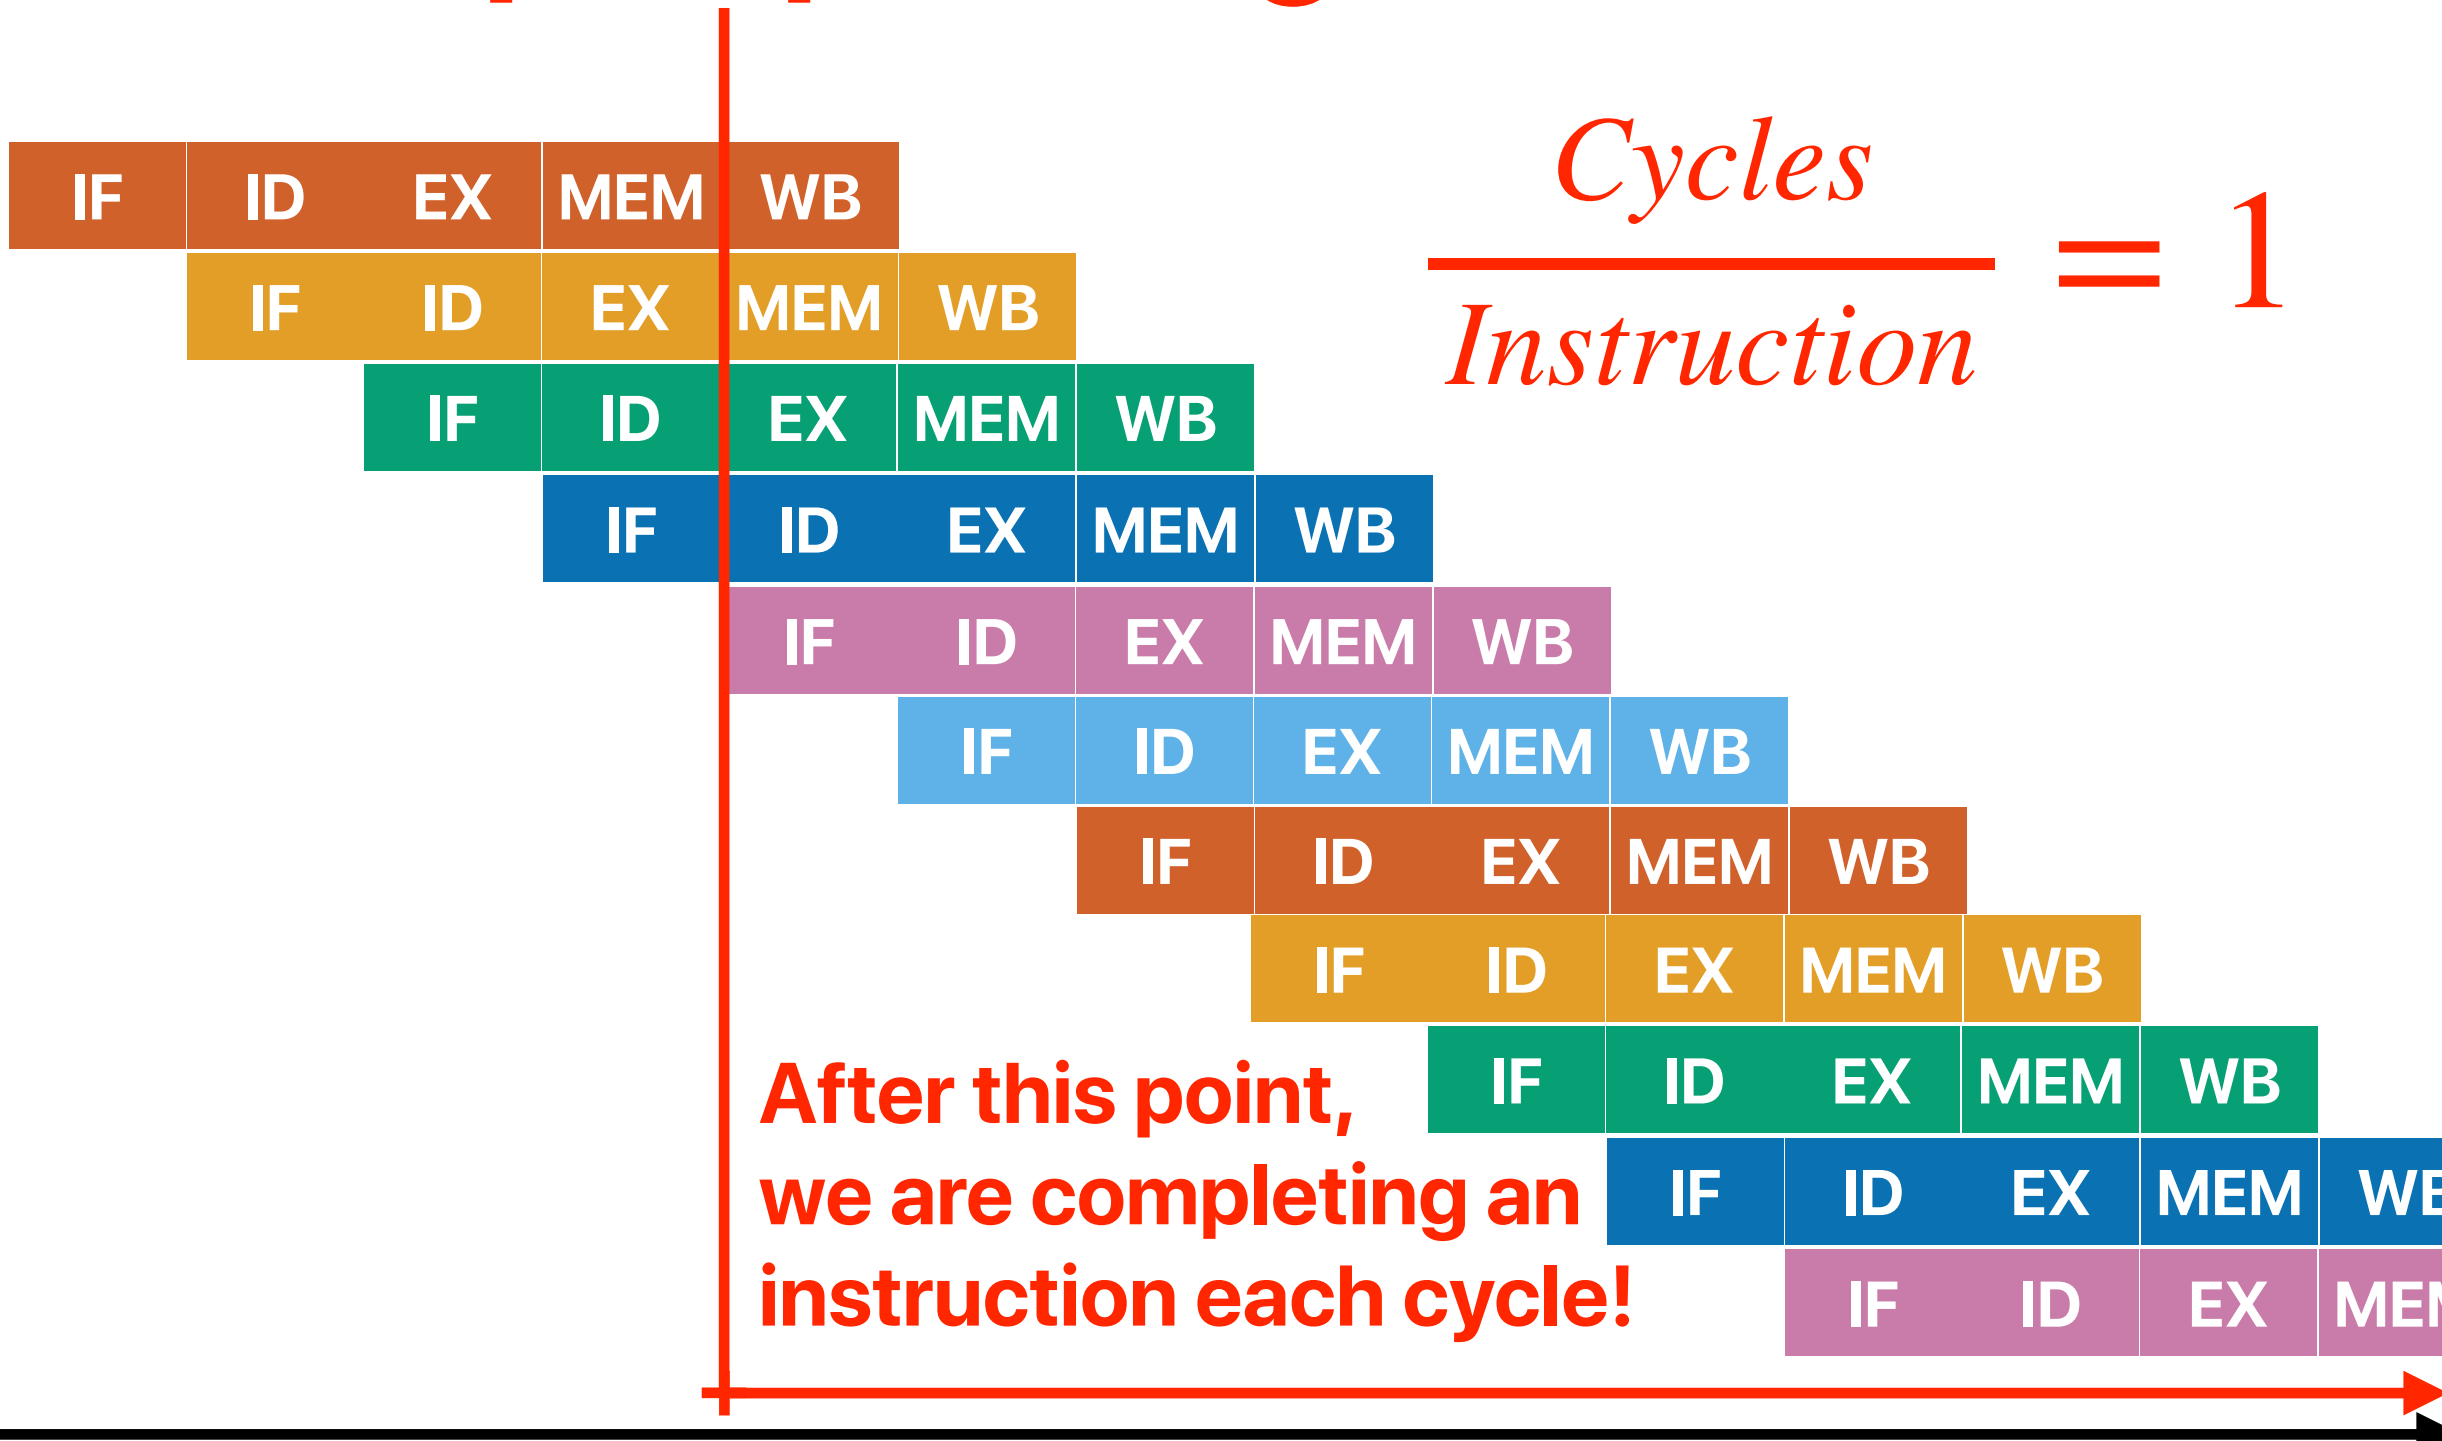 IF ID EX MEM WB
Cycles
Instruction
= 1
IF ID EX MEM WB
IF ID EX MEM WB
IF ID EX MEM WB
IF ID EX MEM WB
IF ID EX MEM WB
IF ID EX MEM WB
IF ID EX MEM WB
IF ID EX MEM WB
IF ID EX MEM
IF ID EX
After this point,
we are completing an
instruction each cycle!